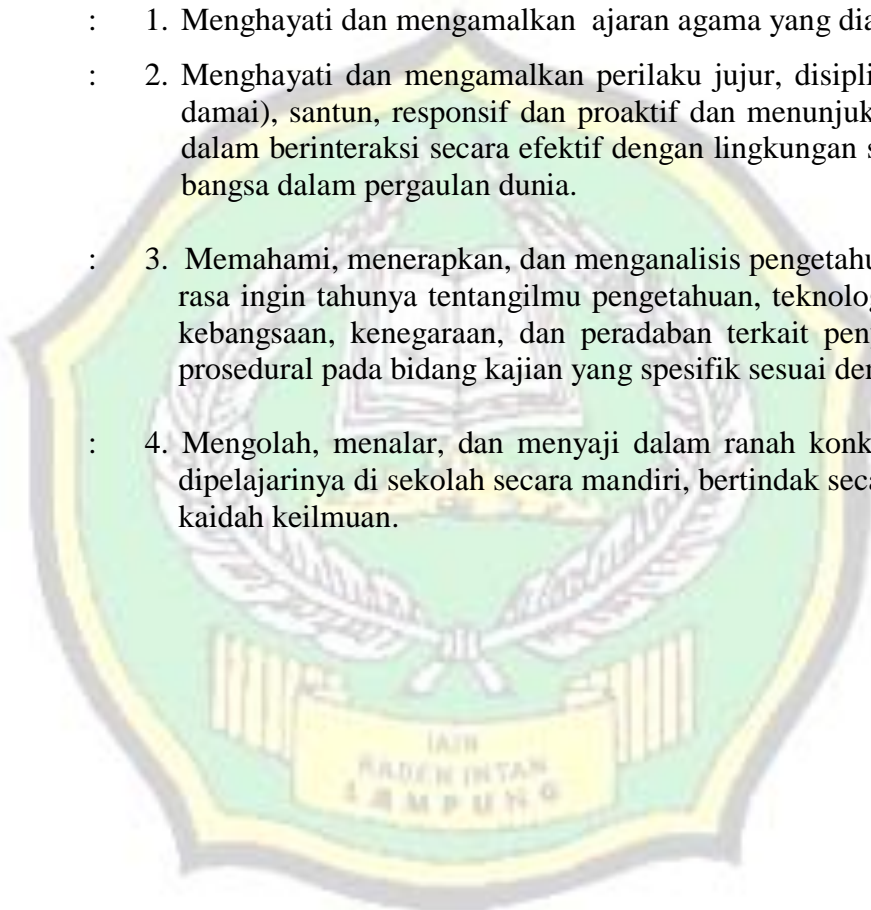 : 1. Menghayati dan mengamalkan ajaran agama yang dia
: 2. Menghayati dan mengamalkan perilaku jujur, disipli
damai), santun, responsif dan proaktif dan menunjuk
dalam berinteraksi secara efektif dengan lingkungan s
bangsa dalam pergaulan dunia.
: 3. Memahami, menerapkan, dan menganalisis pengetahu
rasa ingin tahunya tentangilmu pengetahuan, teknolog
kebangsaan, kenegaraan, dan peradaban terkait peny
prosedural pada bidang kajian yang spesifik sesuai den
: 4. Mengolah, menalar, dan menyaji dalam ranah konk
dipelajarinya di sekolah secara mandiri, bertindak seca
kaidah keilmuan.
IAIN
RADEN INTAN
LAMPUNG